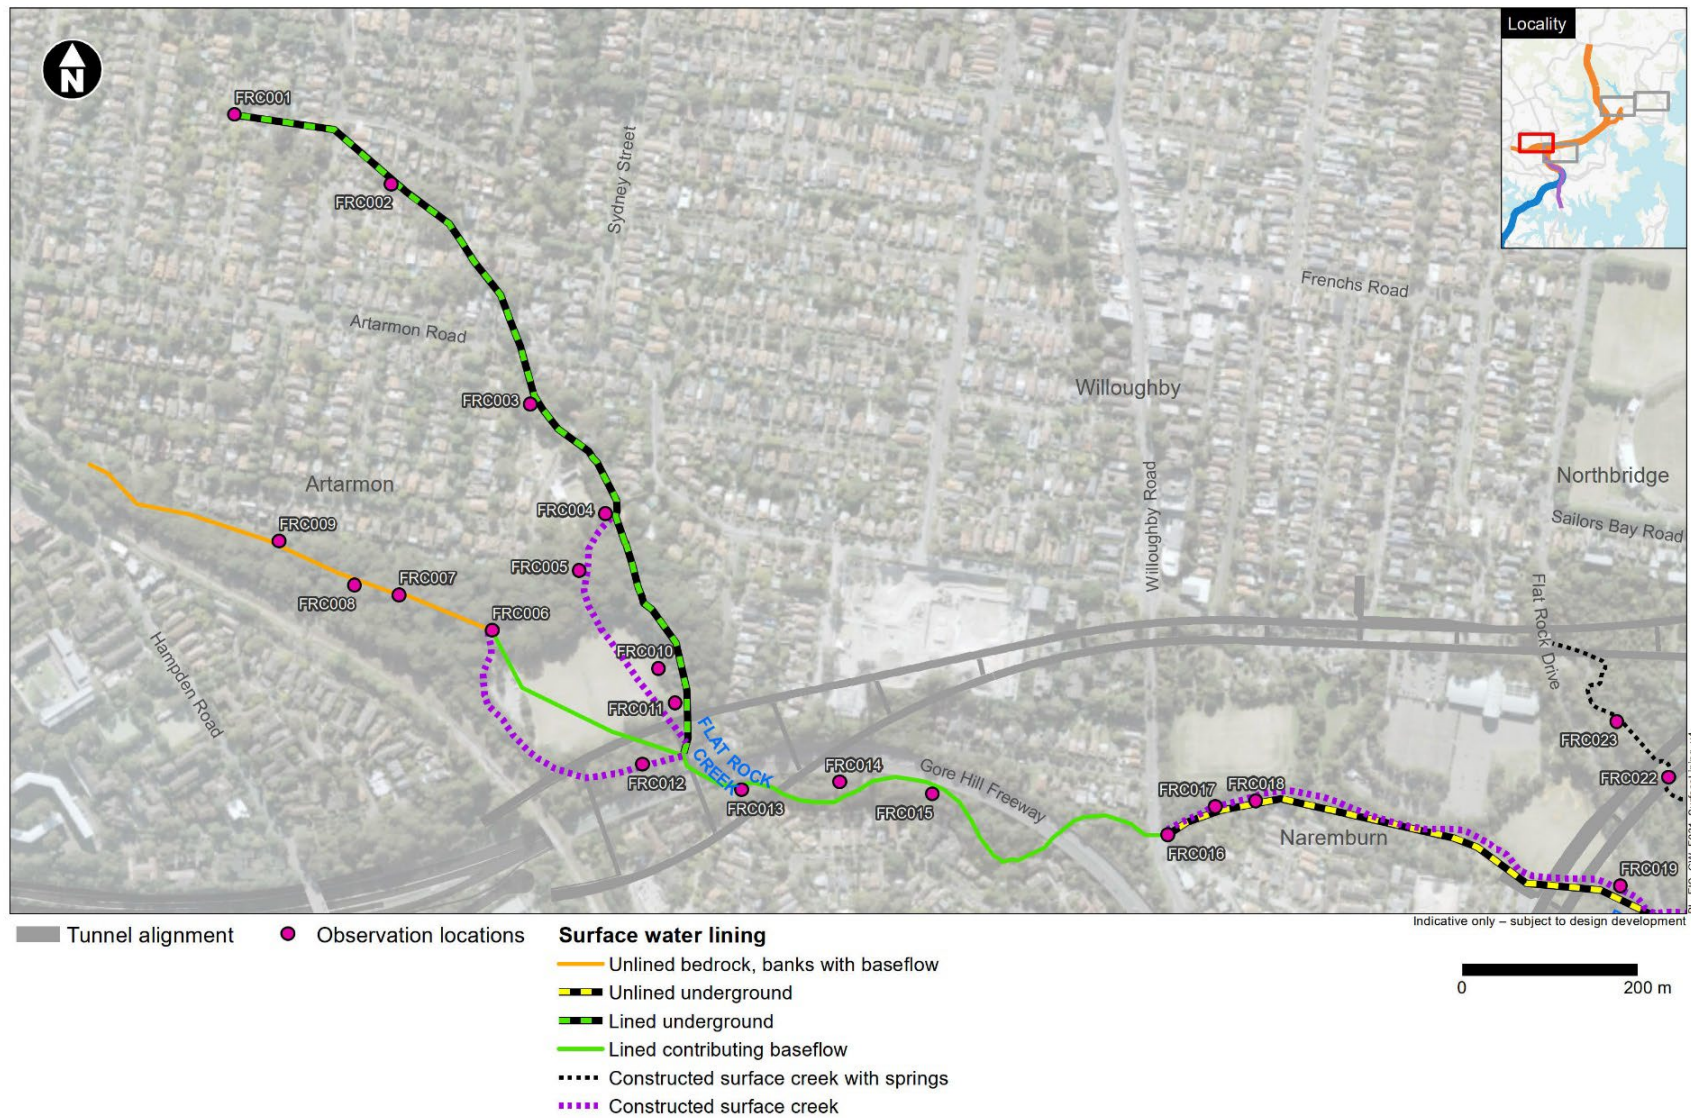 Locality
N
FRC001
FRC002
Sydney Street
Frenchs Road
Artarmon Road
Willoughby
FRC003
Artarmon
Northbridge
Willoughby Road
Sailors Bay Road
FRC004
FRC009
FRC005
FRC007
FRC008
FRC006
Flat Rock Drive
Hampden Road
FRC010
FRC011
FLAT ROCK
CREEK
FRC023
FRC012
FRC013
FRC014
FRC015
Gore Hill Freeway
FRC022
FRC017
FRC018
Naremburn
FRC016
FRC019
Indicative only – subject to design development
Tunnel alignment
Observation locations
Surface water lining
Unlined bedrock, banks with baseflow
Unlined underground
Lined underground
Lined contributing baseflow
Constructed surface creek with springs
Constructed surface creek
0
200 m